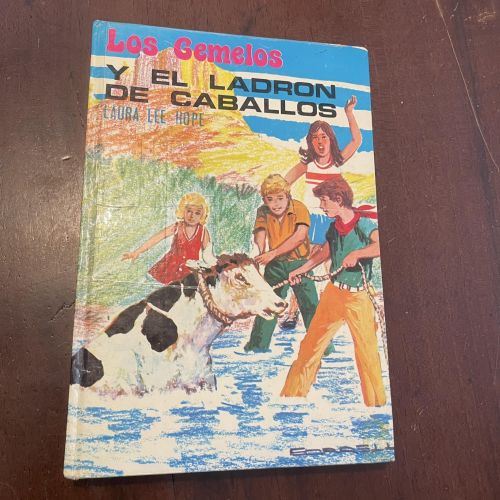 Los Gemelos
Y EL LADRON
DE CABALLOS
LAURA LEE HOPE